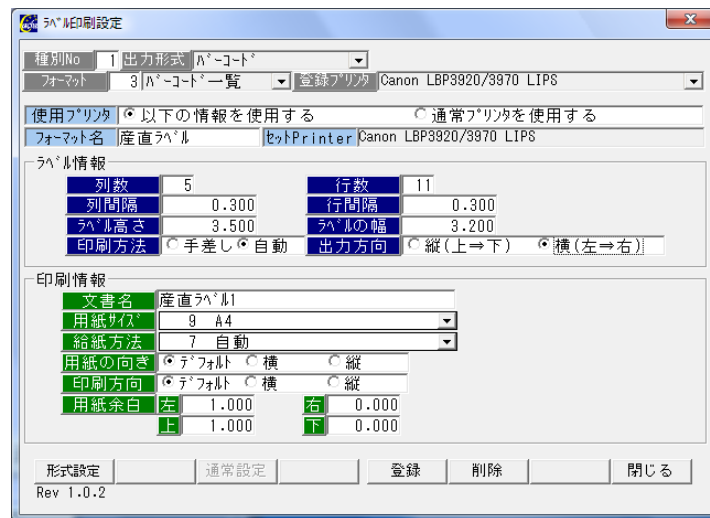 ﾗﾍﾞﾙ印刷設定
種別No 1 出力形式 ﾊﾞｰｺｰﾄﾞ
ﾌｫｰﾏｯﾄ 3 ﾊﾞｰｺｰﾄﾞ一覧 登録ﾌﾟﾘﾝﾀ Canon LBP3920/3970 LIPS
使用ﾌﾟﾘﾝﾀ 以下の情報を使用する 通常ﾌﾟﾘﾝﾀを使用する
ﾌｫｰﾏｯﾄ名 産直ﾗﾍﾞﾙ ｾｯﾄPrinter Canon LBP3920/3970 LIPS
ﾗﾍﾞﾙ情報
列数 5 行数 11
列間隔 0.300 行間隔 0.300
ﾗﾍﾞﾙ高さ 3.500 ﾗﾍﾞﾙの幅 3.200
印刷方法 手差し 自動 出力方向 縦(上⇒下) 横(左⇒右)
印刷情報
文書名 産直ﾗﾍﾞﾙ1
用紙ｻｲｽﾞ 9 A4
給紙方法 7 自動
用紙の向き ﾃﾞﾌｫﾙﾄ 横 縦
印刷方向 ﾃﾞﾌｫﾙﾄ 横 縦
用紙余白 左 1.000 右 0.000
上 1.000 下 0.000
形式設定 通常設定 登録 削除 閉じる
Rev 1.0.2